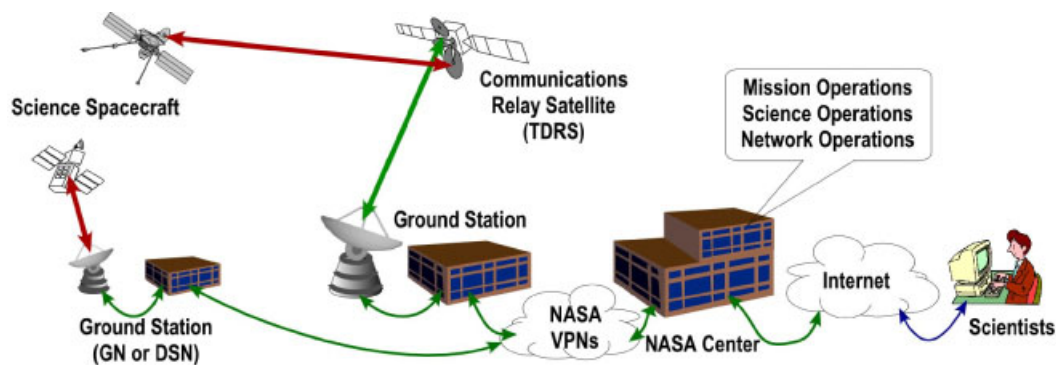 Science Spacecraft
Communications
Relay Satellite
(TDRS)
Mission Operations
Science Operations
Network Operations
Ground Station
Ground Station
(GN or DSN)
NASA
VPNs
NASA Center
Internet
Scientists